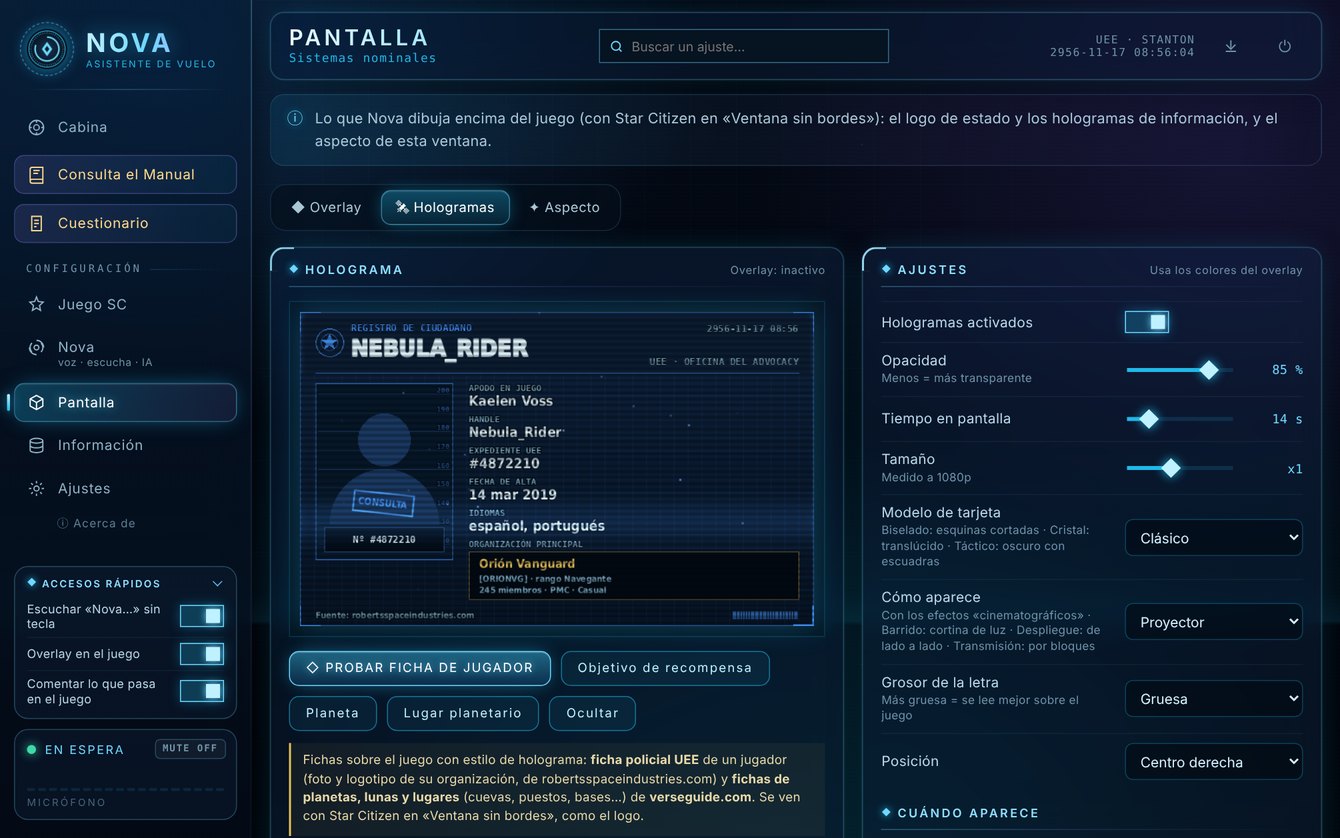 NOVA
ASISTENTE DE VUELO
Cabina
Consulta el Manual
Cuestionario
CONFIGURACIÓN
Juego SC
Nova
voz · escucha · IA
Pantalla
Información
Ajustes
Acerca de
ACCESOS RÁPIDOS
Escuchar «Nova...» sin
tecla
Overlay en el juego
Comentar lo que pasa
en el juego
EN ESPERA
MUTE OFF
MICRÓFONO
PANTALLA
Sistemas nominales
Buscar un ajuste...
UEE · STANTON
2956-11-17 08:56:04
Lo que Nova dibuja encima del juego (con Star Citizen en «Ventana sin bordes»): el logo de estado y los hologramas de información, y el
aspecto de esta ventana.
Overlay
Hologramas
Aspecto
HOLOGRAMA
Overlay: inactivo
REGISTRO DE CIUDADANO
NEBULA_RIDER
2956-11-17 08:56
UEE · OFICINA DEL ADVOCACY
200
190
180
170
160
150
140
CONSULTA
Nº #4872210
APODO EN JUEGO
Kaelen Voss
HANDLE
Nebula_Rider
EXPEDIENTE UEE
#4872210
FECHA DE ALTA
14 mar 2019
IDIOMAS
español, portugués
ORGANIZACIÓN PRINCIPAL
Orión Vanguard
[ORIONVG] · rango Navegante
245 miembros · PMC · Casual
Fuente: robertsspaceindustries.com
PROBAR FICHA DE JUGADOR
Objetivo de recompensa
Planeta
Lugar planetario
Ocultar
Fichas sobre el juego con estilo de holograma: ficha policial UEE de un jugador
(foto y logotipo de su organización, de robertsspaceindustries.com) y fichas de
planetas, lunas y lugares (cuevas, puestos, bases...) de verseguide.com. Se ven
con Star Citizen en «Ventana sin bordes», como el logo.
AJUSTES
Usa los colores del overlay
Hologramas activados
Opacidad
Menos = más transparente
85 %
Tiempo en pantalla
14 s
Tamaño
Medido a 1080p
x1
Modelo de tarjeta
Biselado: esquinas cortadas · Cristal:
translúcido · Táctico: oscuro con
escuadras
Clásico
Cómo aparece
Con los efectos «cinematográficos» ·
Barrido: cortina de luz · Despliegue: de
lado a lado · Transmisión: por bloques
Proyector
Grosor de la letra
Más gruesa = se lee mejor sobre el
juego
Gruesa
Posición
Centro derecha
CUÁNDO APARECE